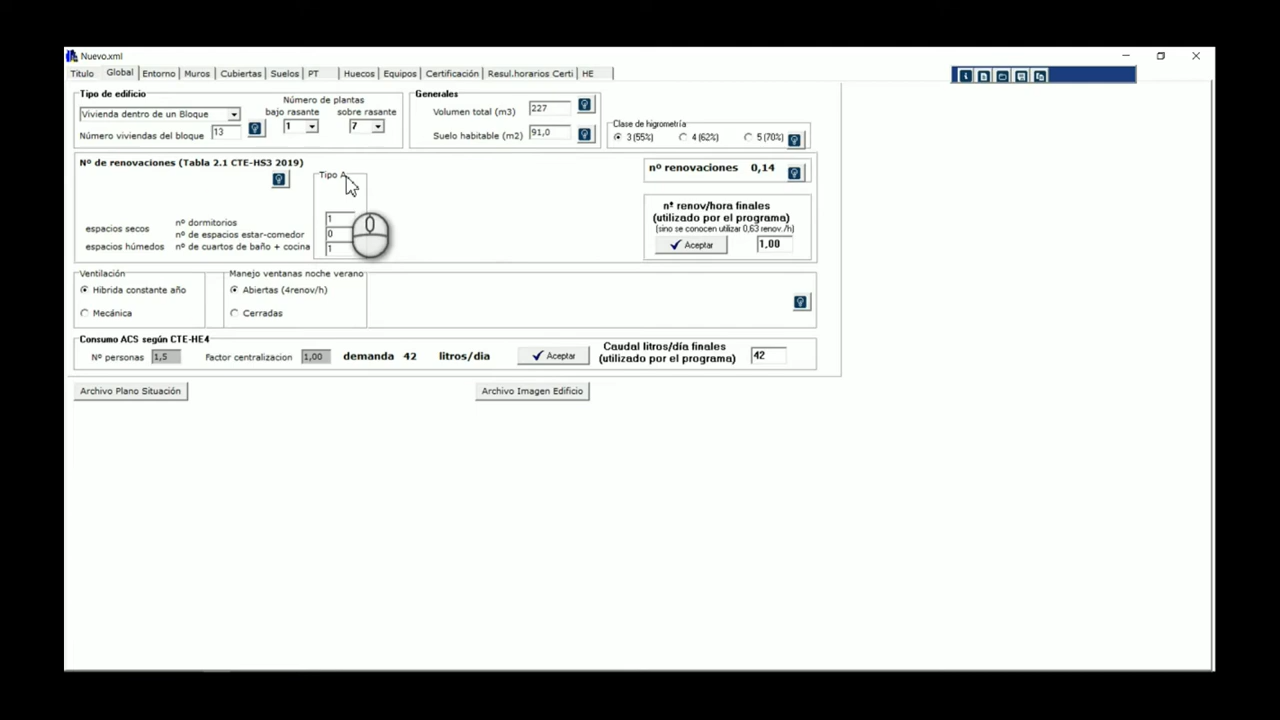 Nuevo.xml
Titulo Global Entorno Muros Cubiertas Suelos PT Huecos Equipos Certificación Resul.horarios Certi HE
Tipo de edificio
Número de plantas
bajo rasante sobre rasante
Vivienda dentro de un Bloque 1 7
Número viviendas del bloque 13
Generales
Volumen total (m3) 227
Suelo habitable (m2) 91,0
Clase de higrometría
3 (55%) 4 (62%) 5 (70%)
Nº de renovaciones (Tabla 2.1 CTE-HS3 2019)
Tipo A
espacios secos
nº dormitorios 1
nº de espacios estar-comedor 0
espacios húmedos nº de cuartos de baño + cocina 1
nº renovaciones 0,14
nº renov/hora finales
(utilizado por el programa)
(sino se conocen utilizar 0,63 renov./h)
Aceptar 1,00
Ventilación
Hibrida constante año
Mecánica
Manejo ventanas noche verano
Abiertas (4renov/h)
Cerradas
Consumo ACS según CTE-HE4
Nº personas 1,5 Factor centralizacion 1,00 demanda 42 litros/dia Aceptar
Caudal litros/día finales
(utilizado por el programa) 42
Archivo Plano Situación Archivo Imagen Edificio